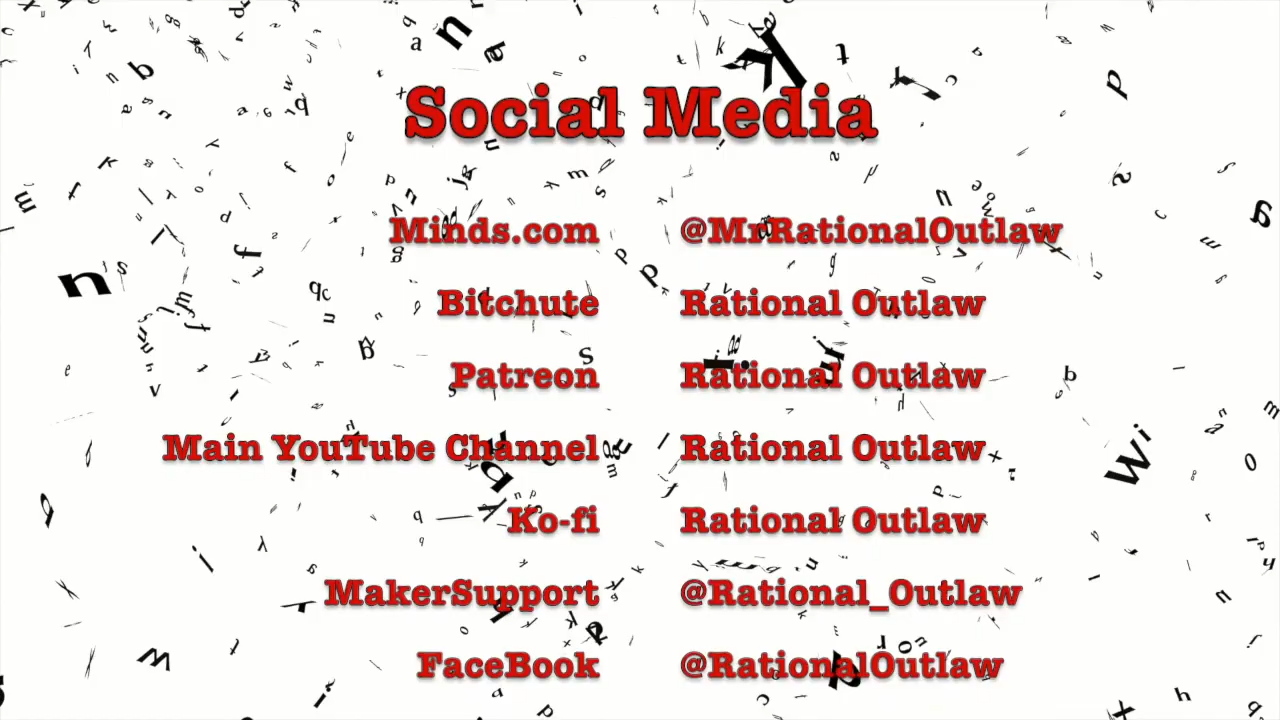 Social Media
Minds.com @MrRationalOutlaw
Bitchute Rational Outlaw
Patreon Rational Outlaw
Main YouTube Channel Rational Outlaw
Ko-fi Rational Outlaw
MakerSupport @Rational_Outlaw
FaceBook @RationalOutlaw